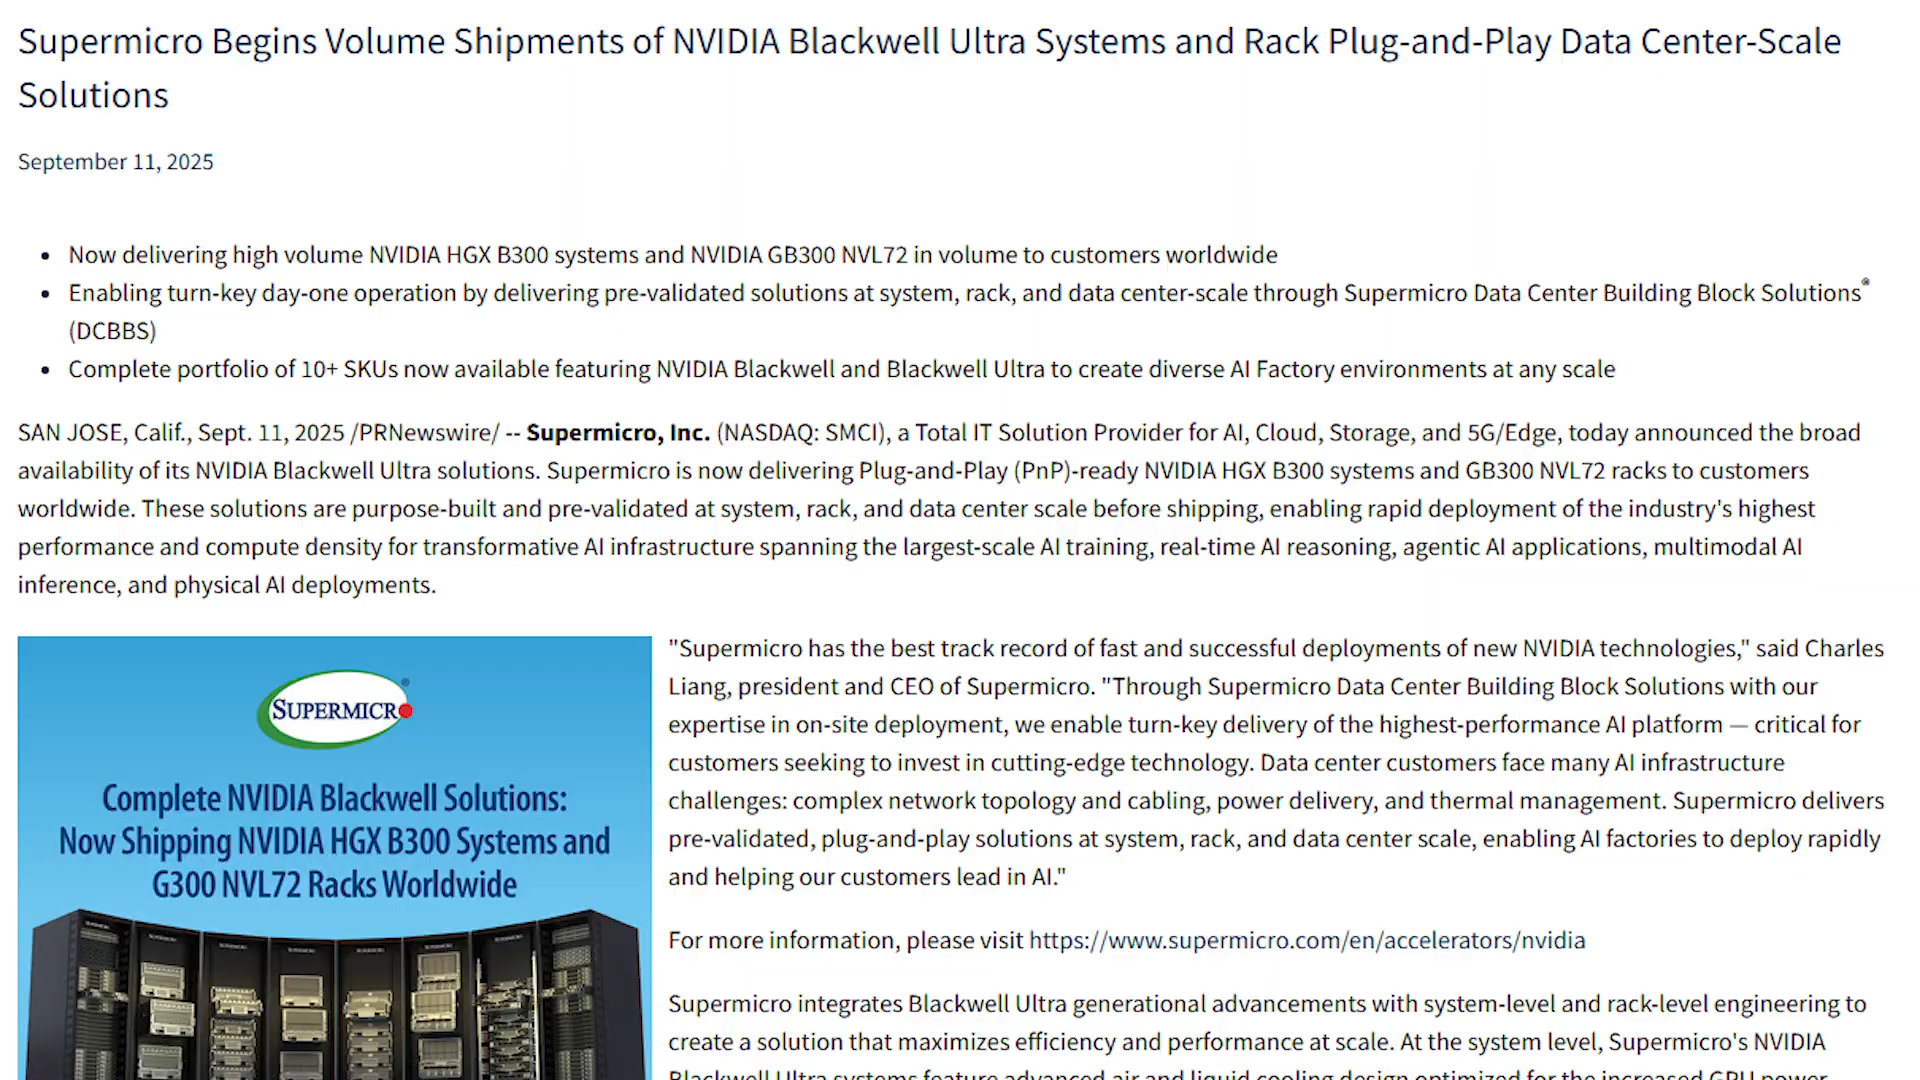 Supermicro Begins Volume Shipments of NVIDIA Blackwell Ultra Systems and Rack Plug-and-Play Data Center-Scale
Solutions
September 11, 2025
• Now delivering high volume NVIDIA HGX B300 systems and NVIDIA GB300 NVL72 in volume to customers worldwide
• Enabling turn-key day-one operation by delivering pre-validated solutions at system, rack, and data center-scale through Supermicro Data Center Building Block Solutions®
(DCBBS)
• Complete portfolio of 10+ SKUs now available featuring NVIDIA Blackwell and Blackwell Ultra to create diverse AI Factory environments at any scale
SAN JOSE, Calif., Sept. 11, 2025 /PRNewswire/ -- Supermicro, Inc. (NASDAQ: SMCI), a Total IT Solution Provider for AI, Cloud, Storage, and 5G/Edge, today announced the broad
availability of its NVIDIA Blackwell Ultra solutions. Supermicro is now delivering Plug-and-Play (PnP)-ready NVIDIA HGX B300 systems and GB300 NVL72 racks to customers
worldwide. These solutions are purpose-built and pre-validated at system, rack, and data center scale before shipping, enabling rapid deployment of the industry's highest
performance and compute density for transformative AI infrastructure spanning the largest-scale AI training, real-time AI reasoning, agentic AI applications, multimodal AI
inference, and physical AI deployments.
SUPERMICRO®
Complete NVIDIA Blackwell Solutions:
Now Shipping NVIDIA HGX B300 Systems and
G300 NVL72 Racks Worldwide
"Supermicro has the best track record of fast and successful deployments of new NVIDIA technologies," said Charles
Liang, president and CEO of Supermicro. "Through Supermicro Data Center Building Block Solutions with our
expertise in on-site deployment, we enable turn-key delivery of the highest-performance AI platform — critical for
customers seeking to invest in cutting-edge technology. Data center customers face many AI infrastructure
challenges: complex network topology and cabling, power delivery, and thermal management. Supermicro delivers
pre-validated, plug-and-play solutions at system, rack, and data center scale, enabling AI factories to deploy rapidly
and helping our customers lead in AI."
For more information, please visit https://www.supermicro.com/en/accelerators/nvidia
Supermicro integrates Blackwell Ultra generational advancements with system-level and rack-level engineering to
create a solution that maximizes efficiency and performance at scale. At the system level, Supermicro's NVIDIA
Blackwell Ultra systems feature advanced air and liquid cooling design optimized for the increased GPU power